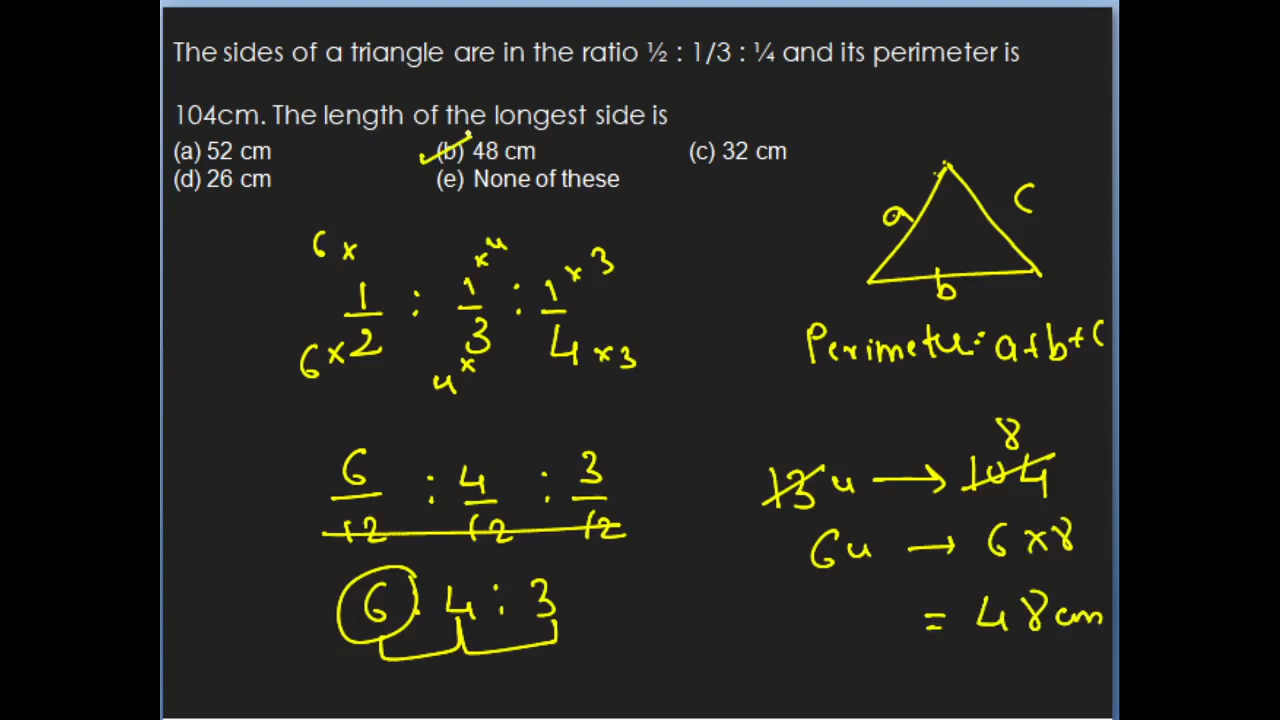 The sides of a triangle are in the ratio ½ : 1/3 : ¼ and its perimeter is
104cm. The length of the longest side is
(a) 52 cm (b) 48 cm (c) 32 cm
(d) 26 cm (e) None of these
6 x x 4 x 3
1 : 1 : 1
6 x 2 3 4 x 3
4 x
6 : 4 : 3
12 12 12
6 : 4 : 3
a c
b
Perimeter: a+b+c
8
13u → 104
6u → 6 x 8
= 48cm